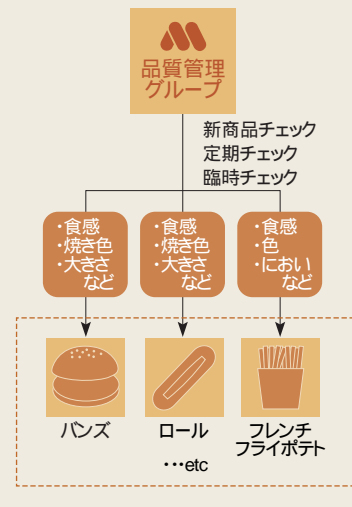 品質管理
グループ
新商品チェック
定期チェック
臨時チェック
・食感
・焼き色
・大きさ
など
・食感
・焼き色
・大きさ
など
・食感
・色
・におい
など
バンズ
ロール
フレンチ
フライポテト
…etc